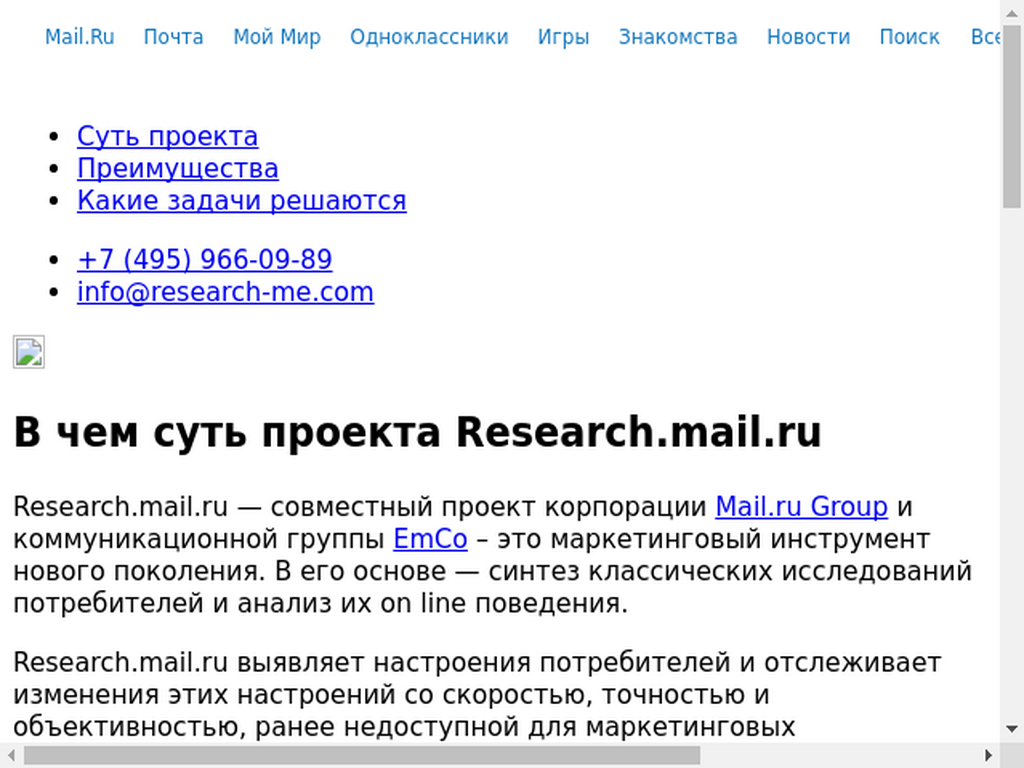 Mail.Ru Почта Мой Мир Одноклассники Игры Знакомства Новости Поиск Все
Суть проекта
Преимущества
Какие задачи решаются
+7 (495) 966-09-89
info@research-me.com
В чем суть проекта Research.mail.ru
Research.mail.ru — совместный проект корпорации Mail.ru Group и
коммуникационной группы EmCo – это маркетинговый инструмент
нового поколения. В его основе — синтез классических исследований
потребителей и анализ их on line поведения.
Research.mail.ru выявляет настроения потребителей и отслеживает
изменения этих настроений со скоростью, точностью и
объективностью, ранее недоступной для маркетинговых